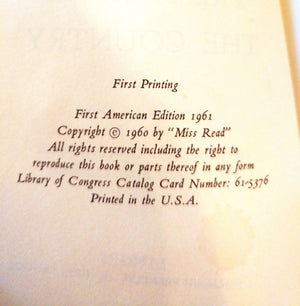 THE COUNTRY
First Printing
First American Edition 1961
Copyright © 1960 by "Miss Read"
All rights reserved including the right to
reproduce this book or parts thereof in any form
Library of Congress Catalog Card Number: 61-5376
Printed in the U.S.A.